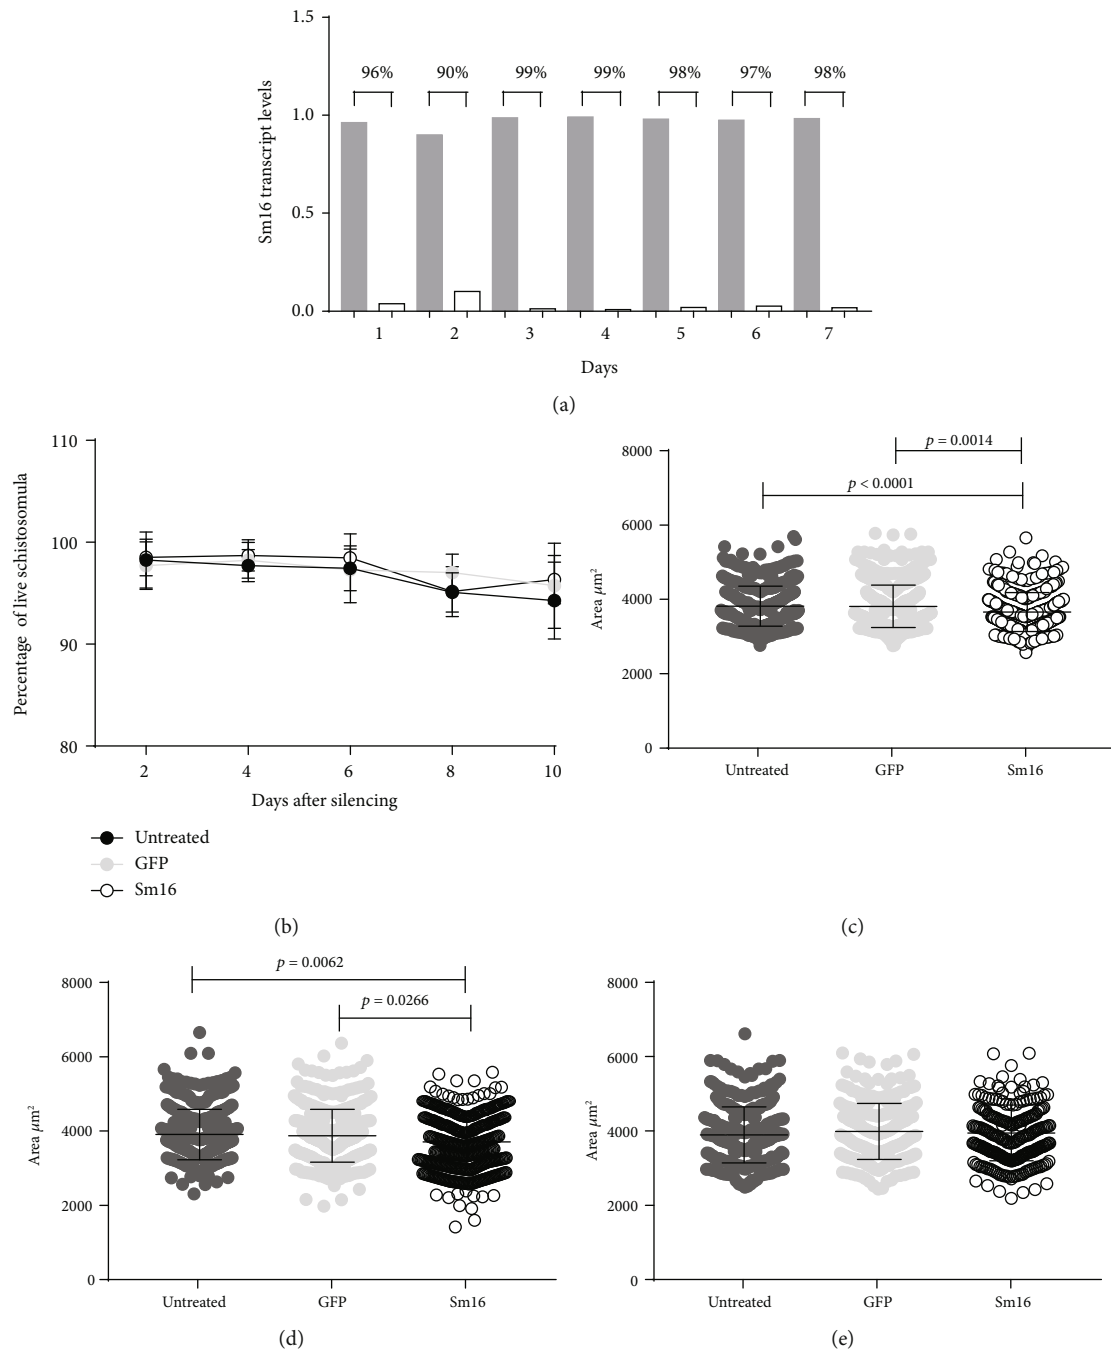 1.5
1.0
0.5
0.0
Sm16 transcript levels
96% 90% 99% 99% 98% 97% 98%
1 2 3 4 5 6 7
Days
(a)
110
100
90
80
Percentage of live schistosomula
2 4 6 8 10
Days after silencing
Untreated
GFP
Sm16
(b)
8000
6000
4000
2000
0
Area μm²
p = 0.0014
p < 0.0001
Untreated GFP Sm16
(c)
8000
6000
4000
2000
0
Area μm²
p = 0.0062
p = 0.0266
Untreated GFP Sm16
(d)
8000
6000
4000
2000
0
Area μm²
Untreated GFP Sm16
(e)